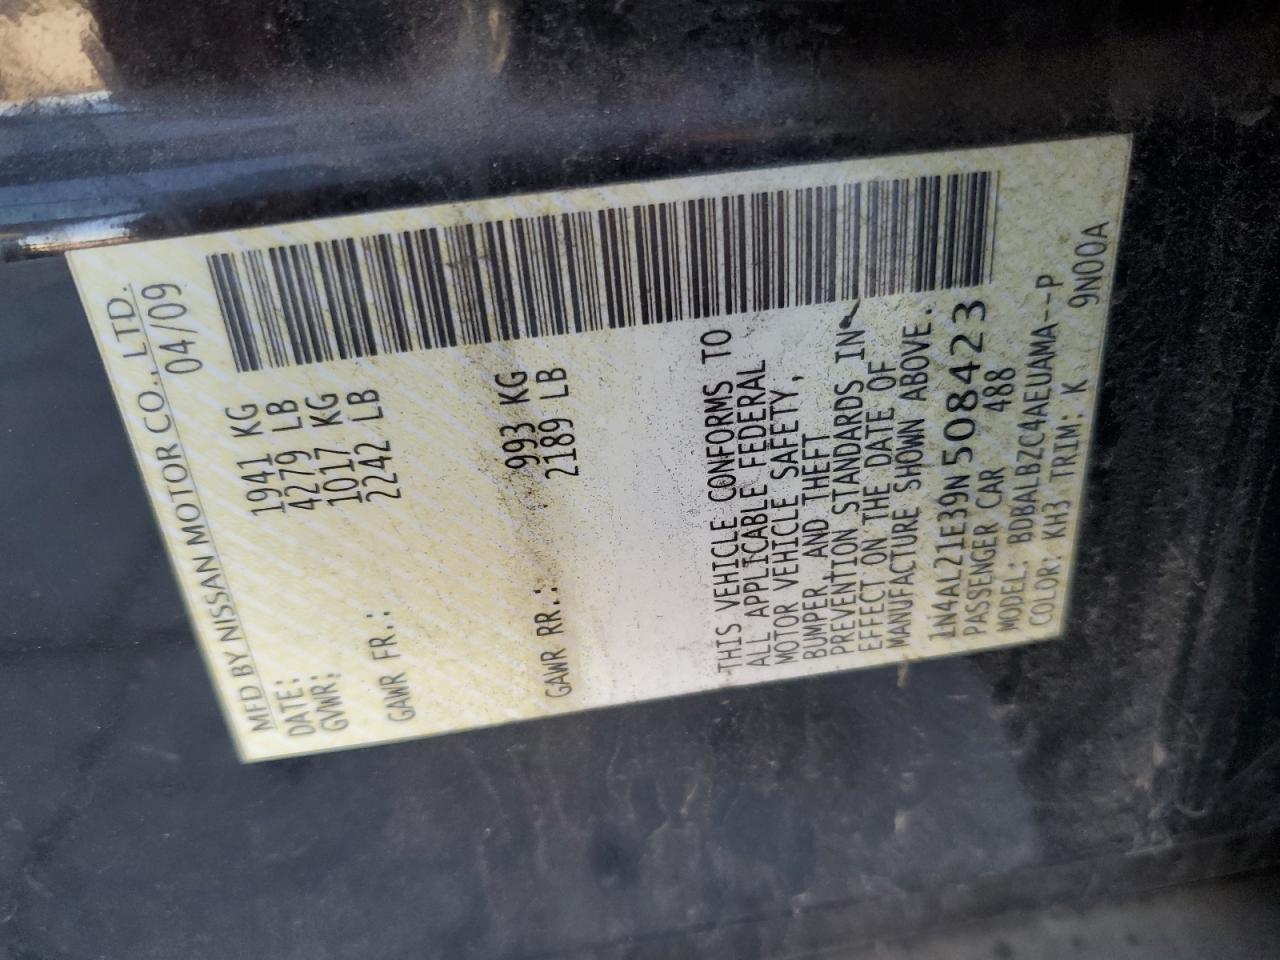 MFD BY NISSAN MOTOR CO., LTD.
DATE: 04/09
GVWR: 1941 KG
4279 LB
GAWR FR.: 1017 KG
2242 LB
GAWR RR.: 993 KG
2189 LB
THIS VEHICLE CONFORMS TO
ALL APPLICABLE FEDERAL
MOTOR VEHICLE SAFETY,
BUMPER, AND THEFT
PREVENTION STANDARDS IN
EFFECT ON THE DATE OF
MANUFACTURE SHOWN ABOVE.
1N4AL21E39N508423
PASSENGER CAR 488
MODEL: BDBALBZC4AEUAMA--P
COLOR: KH3 TRIM: K 9N00A